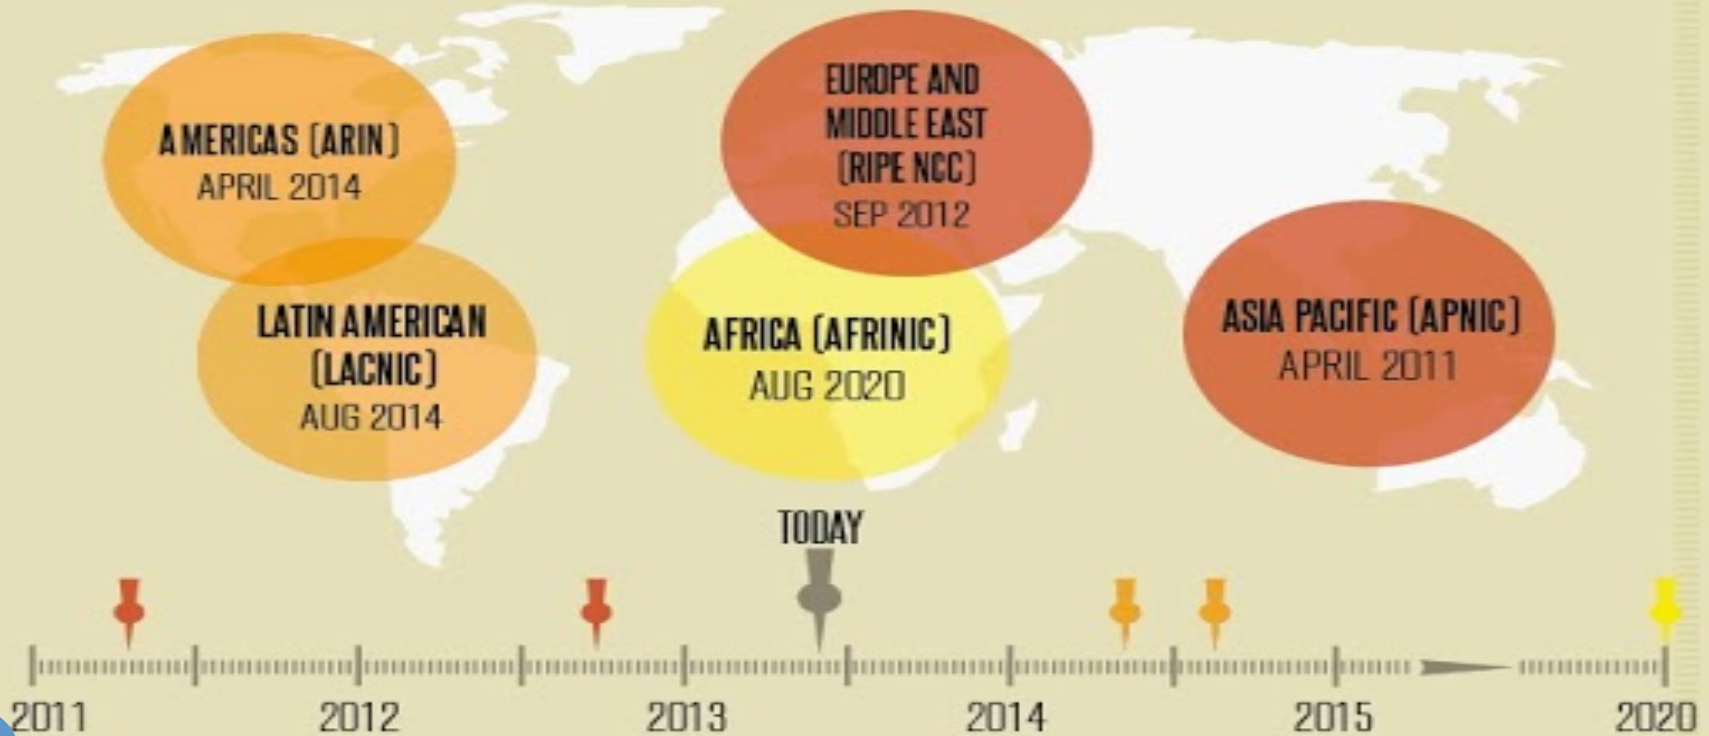 AMERICAS (ARIN)
APRIL 2014
LATIN AMERICAN
(LACNIC)
AUG 2014
EUROPE AND
MIDDLE EAST
(RIPE NCC)
SEP 2012
AFRICA (AFRINIC)
AUG 2020
ASIA PACIFIC (APNIC)
APRIL 2011
TODAY
2011
2012
2013
2014
2015
2020